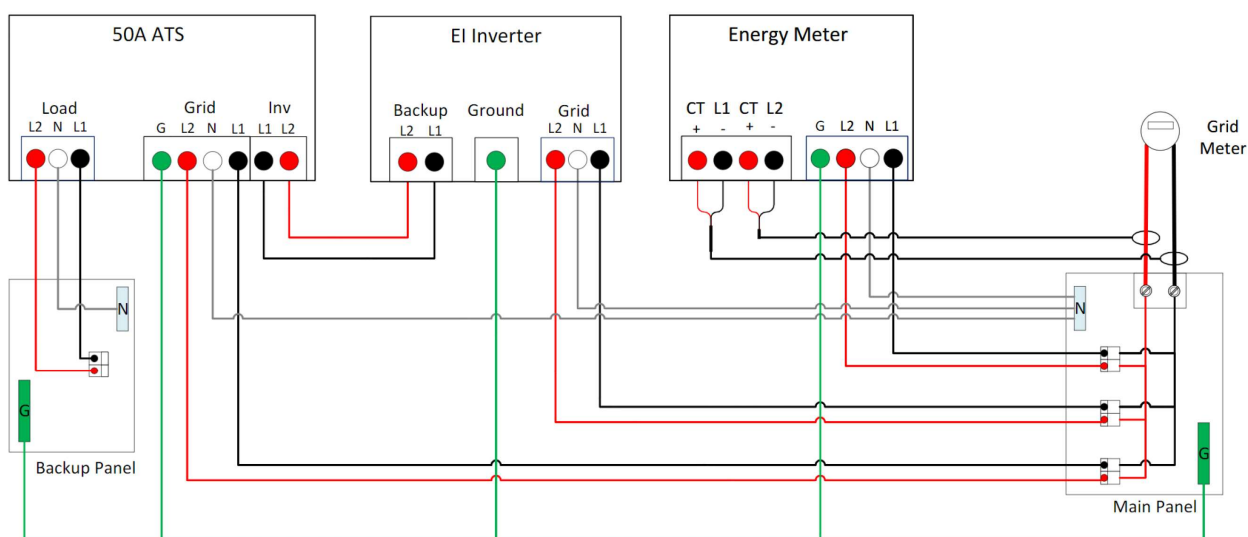 50A ATS
EI Inverter
Energy Meter
Load
Grid
Inv
L2 N L1
G L2 N L1 L1 L2
Backup
Ground
Grid
L2 L1
L2 N L1
CT L1 CT L2
+ - + -
G L2 N L1
Grid
Meter
N
N
G
G
Backup Panel
Main Panel